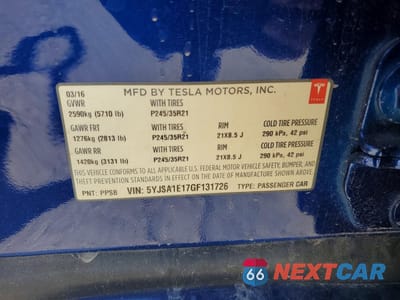 03/16 MFD BY TESLA MOTORS, INC.
GVWR WITH TIRES
2590kg (5710 lb) P245/35R21
GAWR FRT WITH TIRES RIM COLD TIRE PRESSURE
1276kg (2813 lb) P245/35R21 21X8.5 J 290 kPa, 42 psi
GAWR RR WITH TIRES RIM COLD TIRE PRESSURE
1420kg (3131 lb) P245/35R21 21X8.5 J 290 kPa, 42 psi
THIS VEHICLE CONFORMS TO ALL APPLICABLE U.S. FEDERAL MOTOR VEHICLE SAFETY, BUMPER, AND
THEFT PREVENTION STANDARDS IN EFFECT ON THE DATE OF MANUFACTURE SHOWN ABOVE.
PNT: PPSB VIN: 5YJSA1E17GF131726 TYPE: PASSENGER CAR
TESLA
66 NEXTCAR